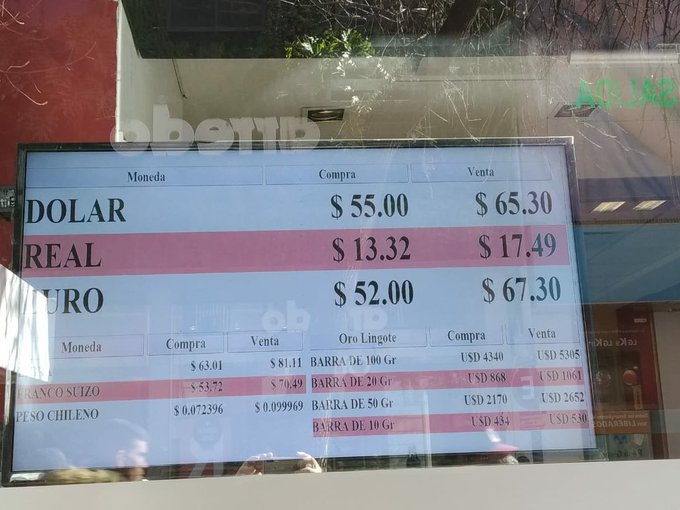 arredo
SALIDA
Moneda Compra Venta
DOLAR $ 55.00 $ 65.30
REAL $ 13.32 $ 17.49
EURO $ 52.00 $ 67.30
Moneda Compra Venta Oro Lingote Compra Venta
$ 63.01 $ 81.11 BARRA DE 100 Gr USD 4340 USD 5305
FRANCO SUIZO $ 53.72 $ 70.49 BARRA DE 20 Gr USD 868 USD 1061
PESO CHILENO $ 0.072396 $ 0.099969 BARRA DE 50 Gr USD 2170 USD 2652
BARRA DE 10 Gr USD 434 USD 530